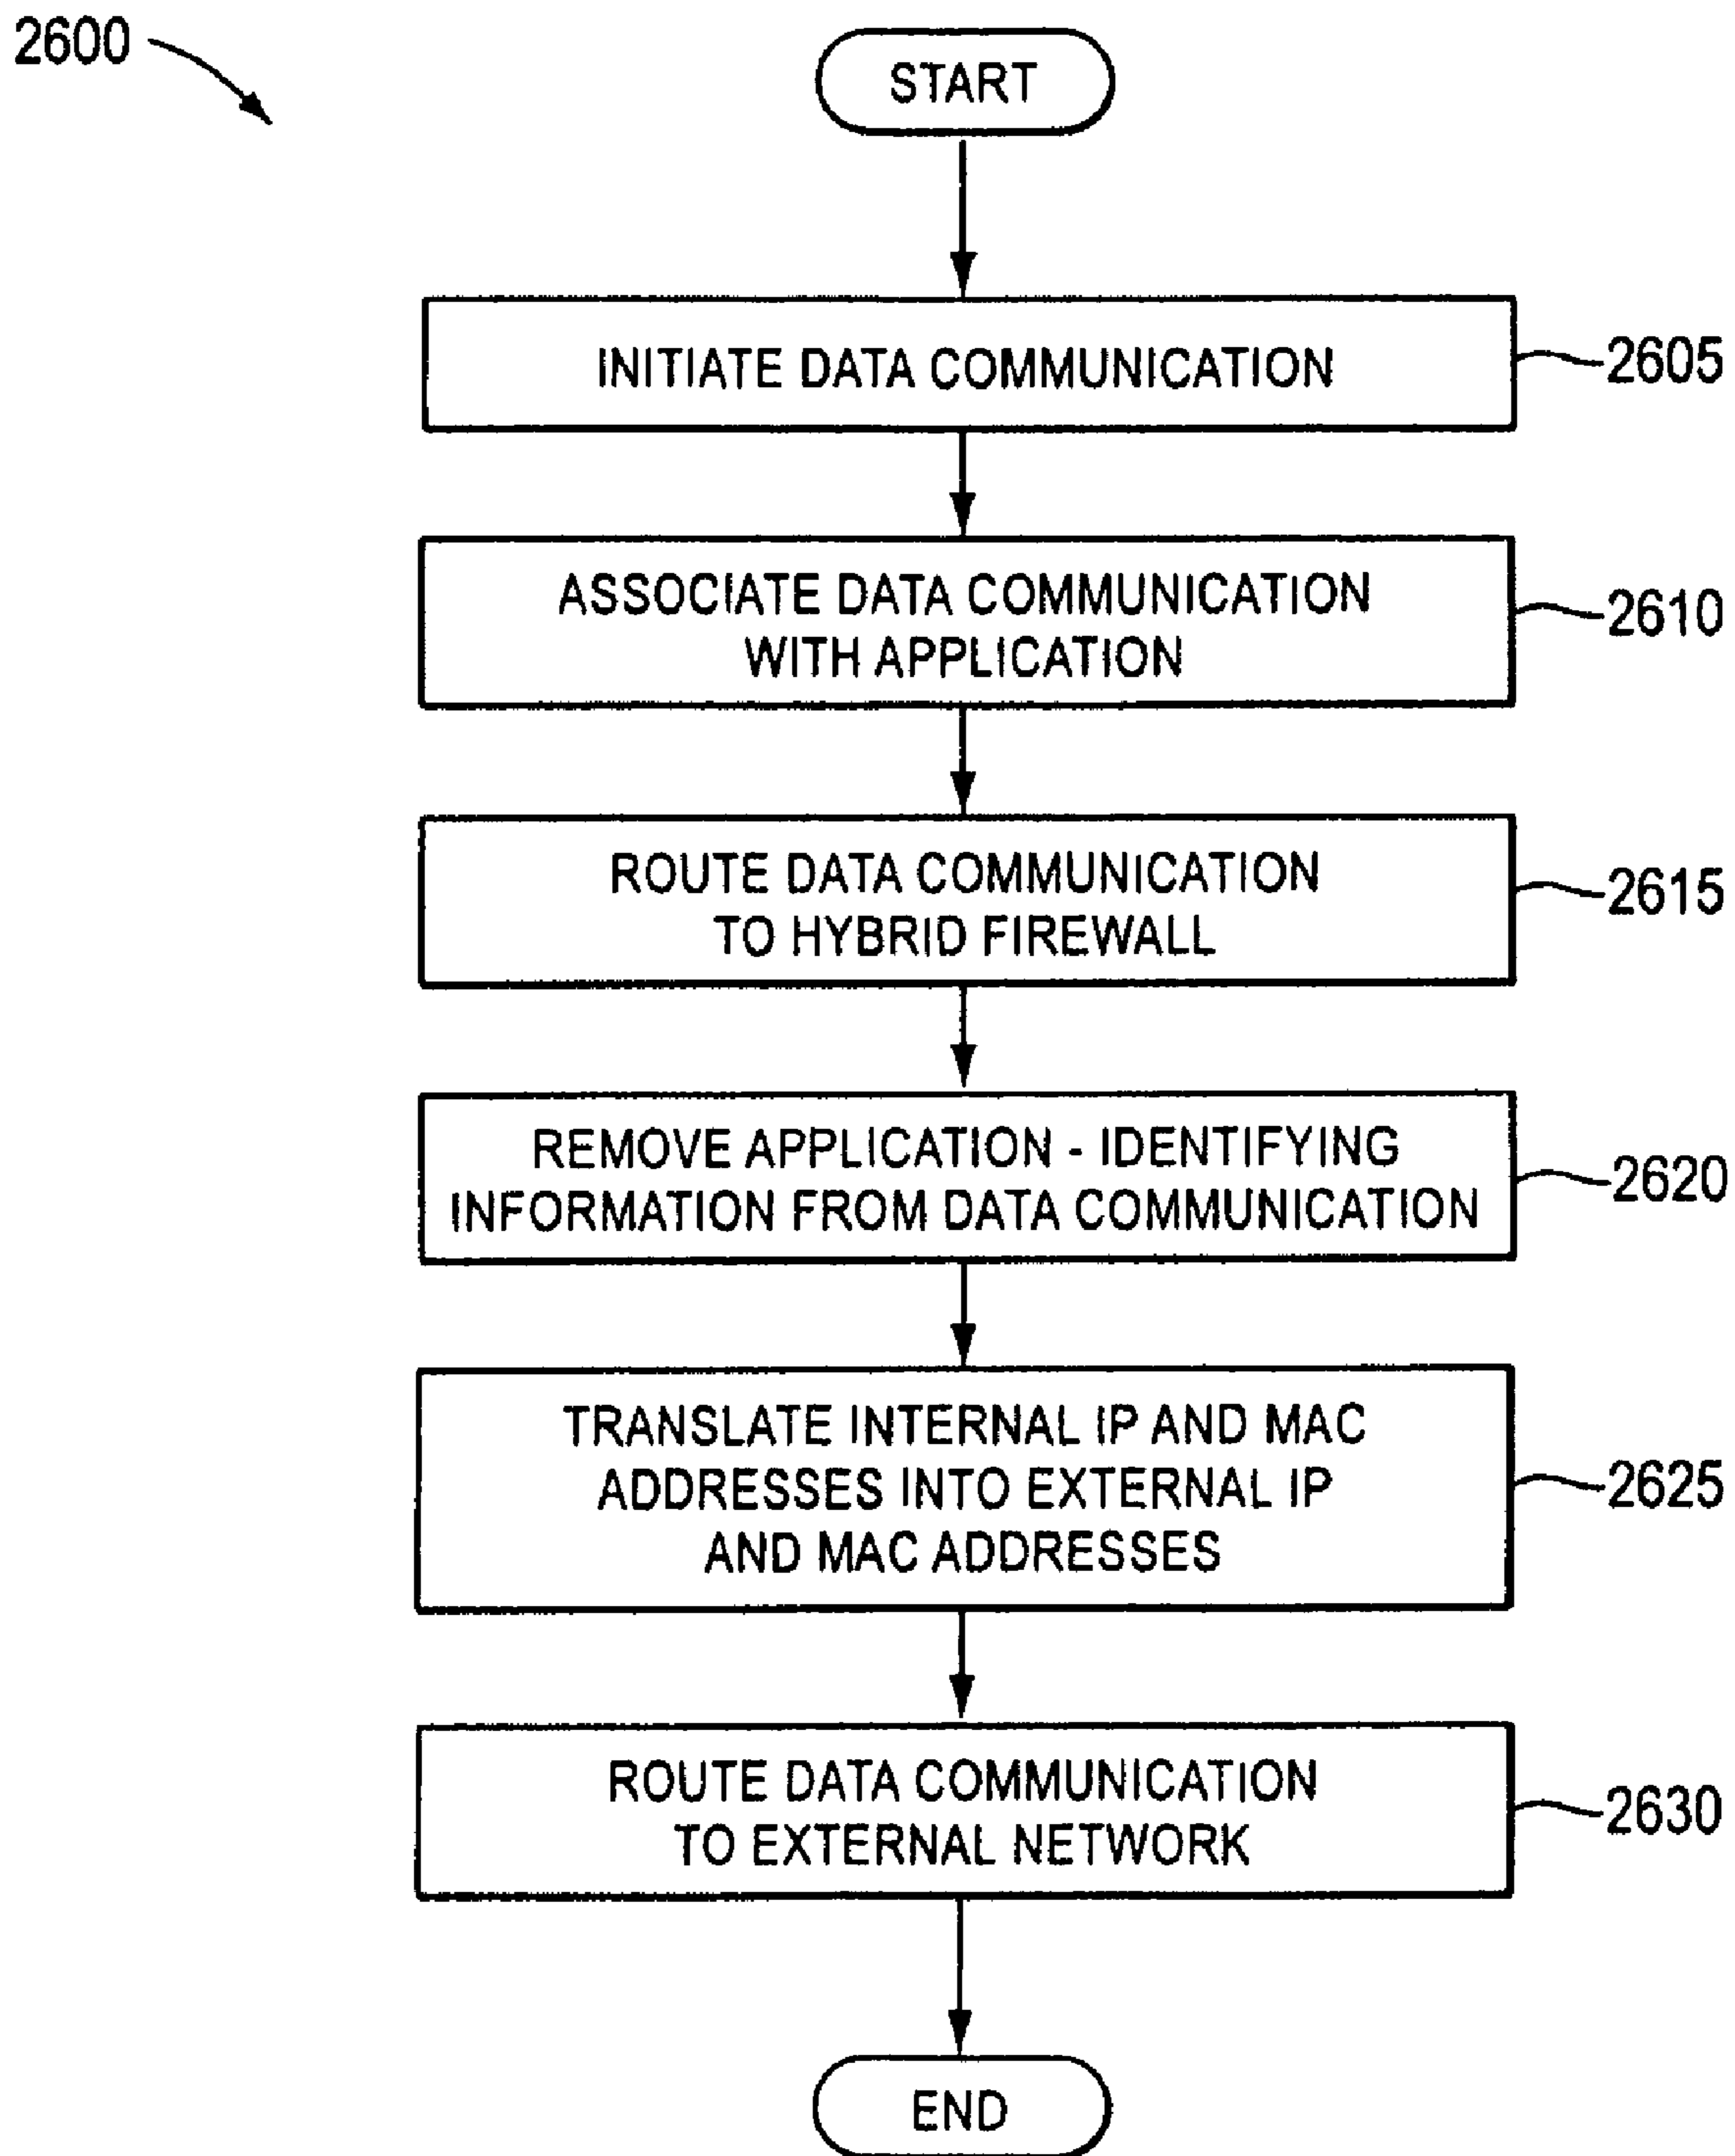 2600
START
INITIATE DATA COMMUNICATION
2605
ASSOCIATE DATA COMMUNICATION
WITH APPLICATION
2610
ROUTE DATA COMMUNICATION
TO HYBRID FIREWALL
2615
REMOVE APPLICATION - IDENTIFYING
INFORMATION FROM DATA COMMUNICATION
2620
TRANSLATE INTERNAL IP AND MAC
ADDRESSES INTO EXTERNAL IP
AND MAC ADDRESSES
2625
ROUTE DATA COMMUNICATION
TO EXTERNAL NETWORK
2630
END